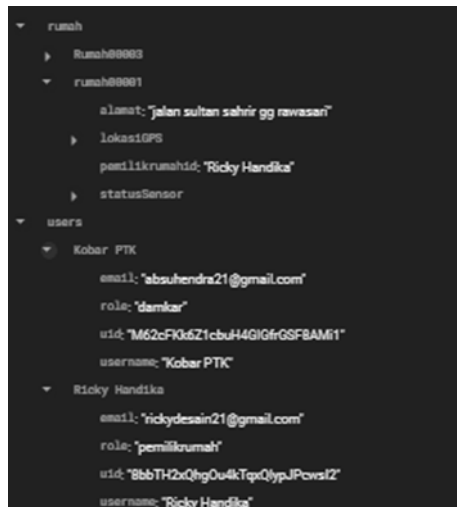 rumah
Rumah00003
rumah00001
alamat: "jalan sultan sahrir gg rawasari"
lokasiGPS
pemilikrumahid: "Ricky Handika"
statusSensor
users
Kobar PTK
email: "absuhendra21@gmail.com"
role: "damkar"
uid: "M62cFKk6Z1cbuH4GIGfrGSF8AMi1"
username: "Kobar PTK"
Ricky Handika
email: "rickydesain21@gmail.com"
role: "pemilikrumah"
uid: "8bbTH2xQhgOu4kTqxQlypJPcwsI2"
username: "Ricky Handika"